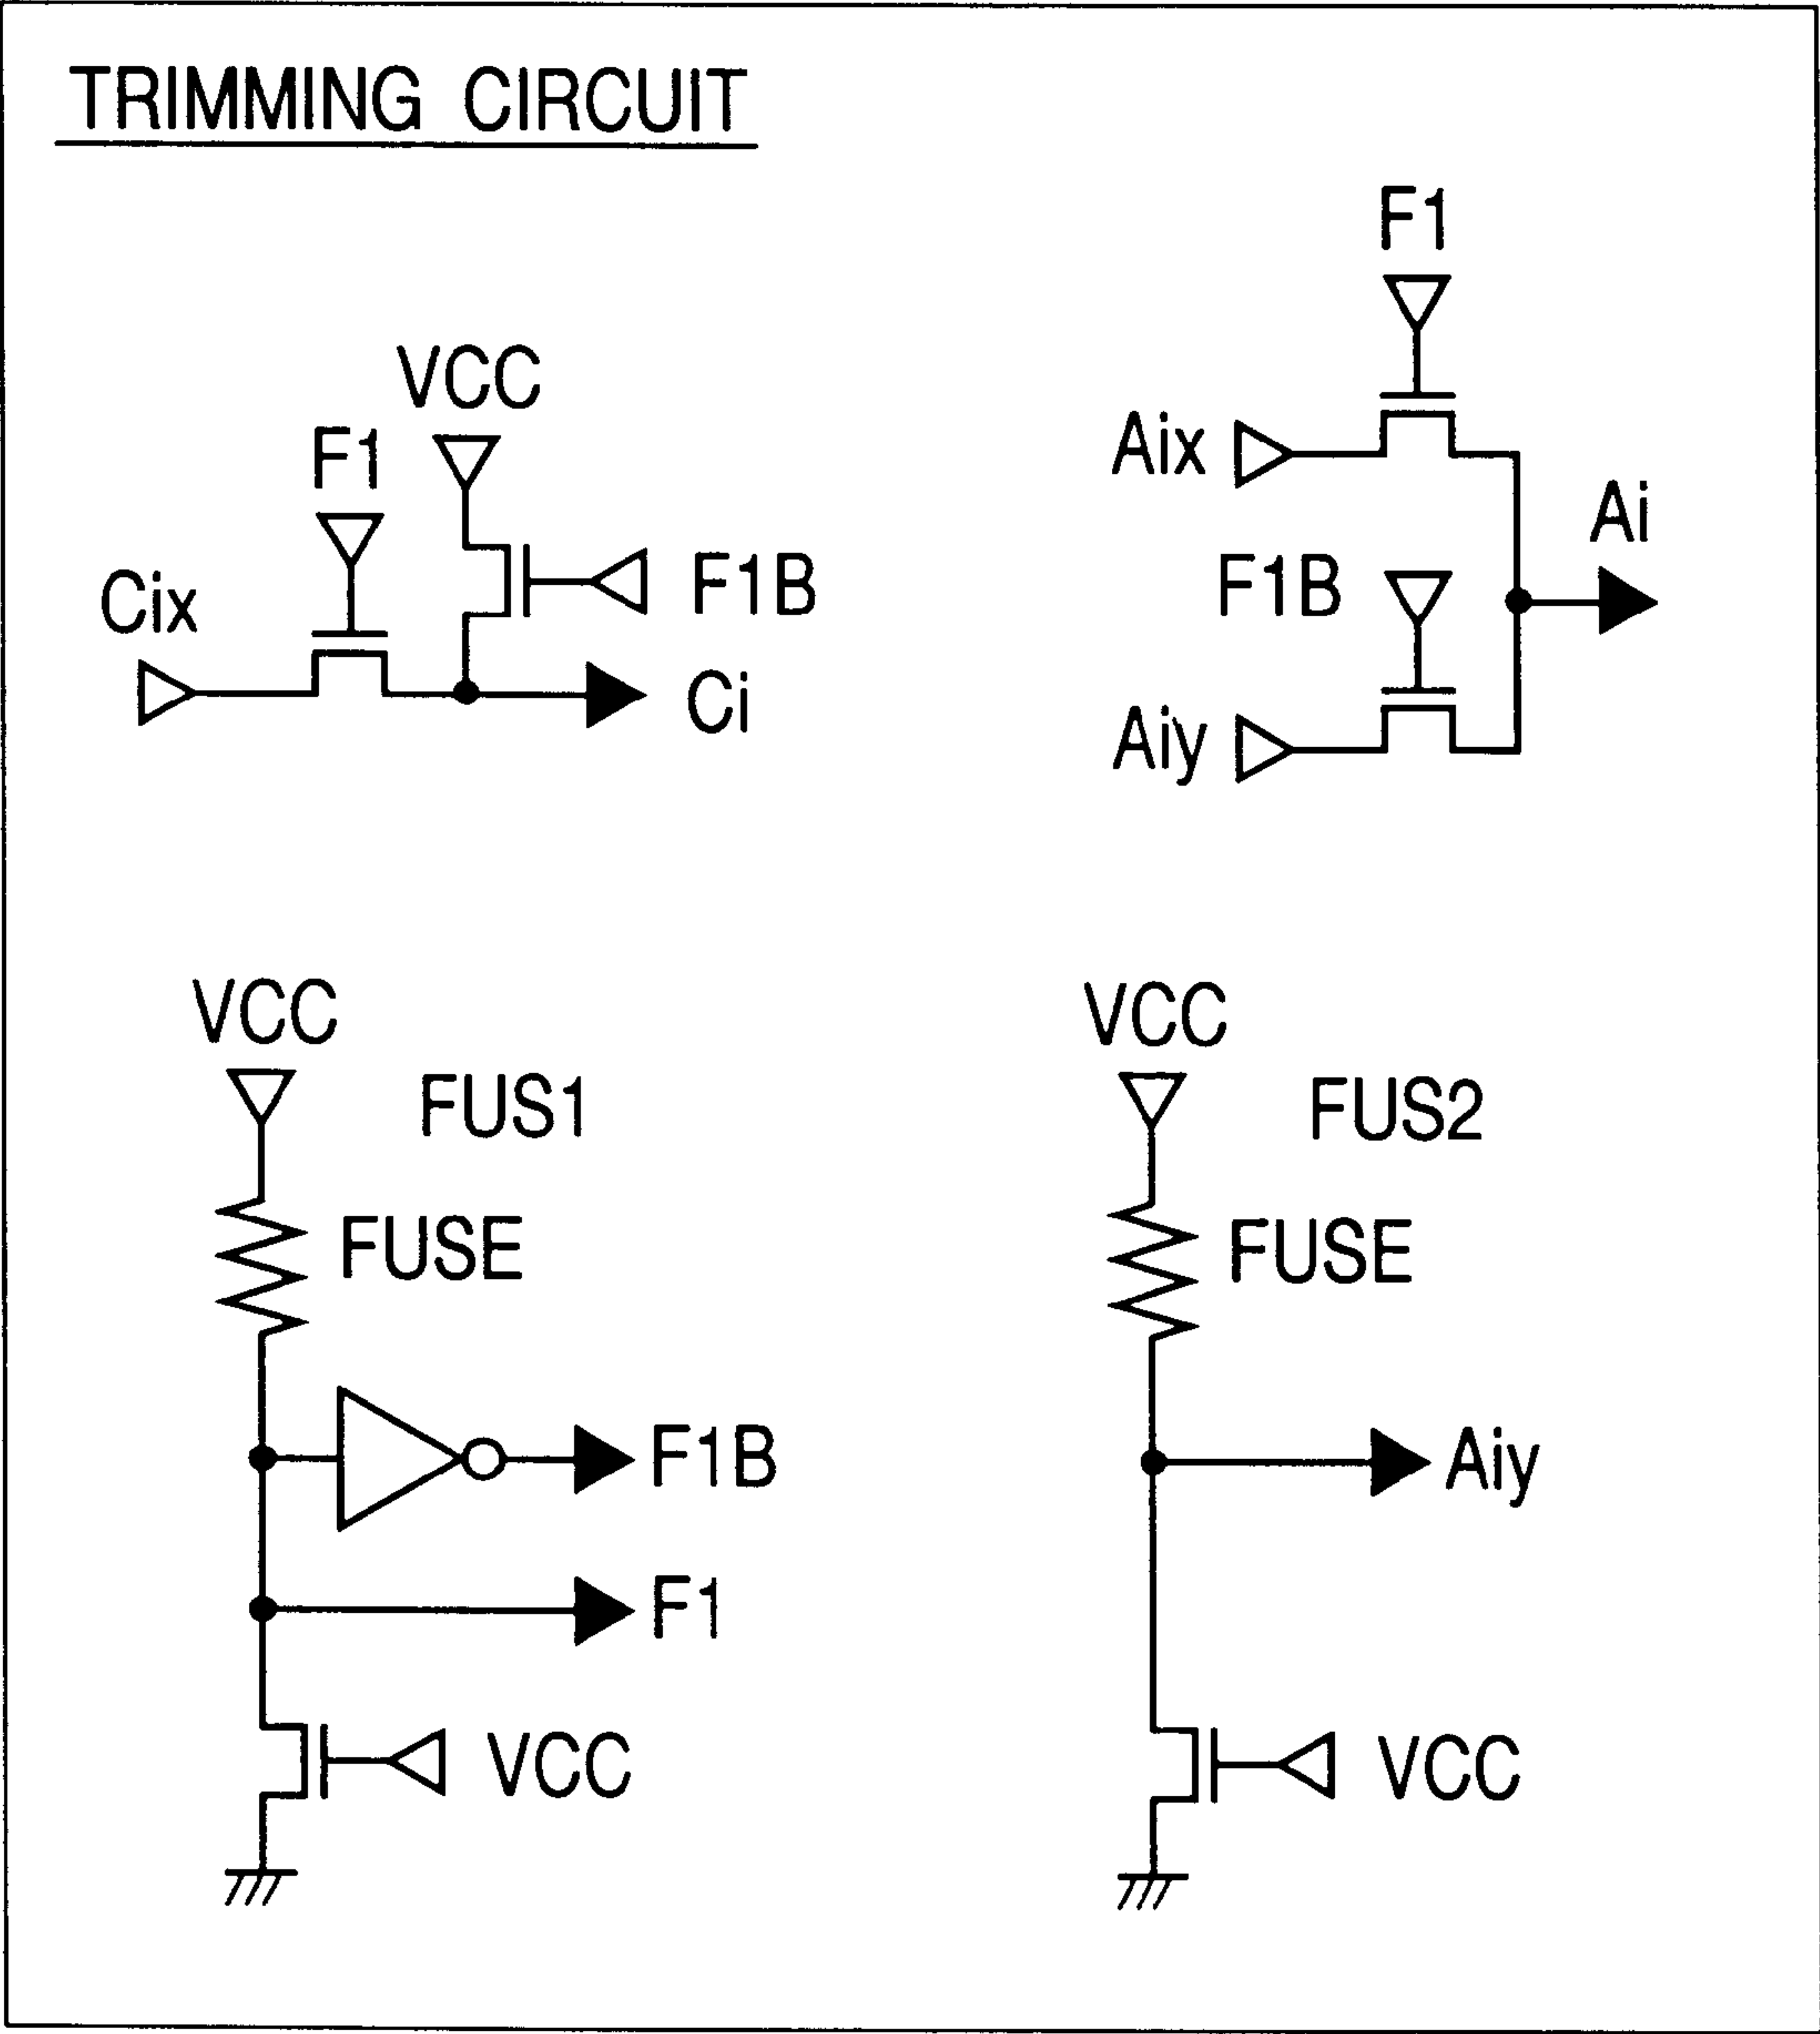 TRIMMING CIRCUIT
F1
VCC
F1
Aix
Ai
F1B
F1B
Cix
Ci
Aiy
VCC
VCC
FUS1
FUS2
FUSE
FUSE
F1B
Aiy
F1
VCC
VCC